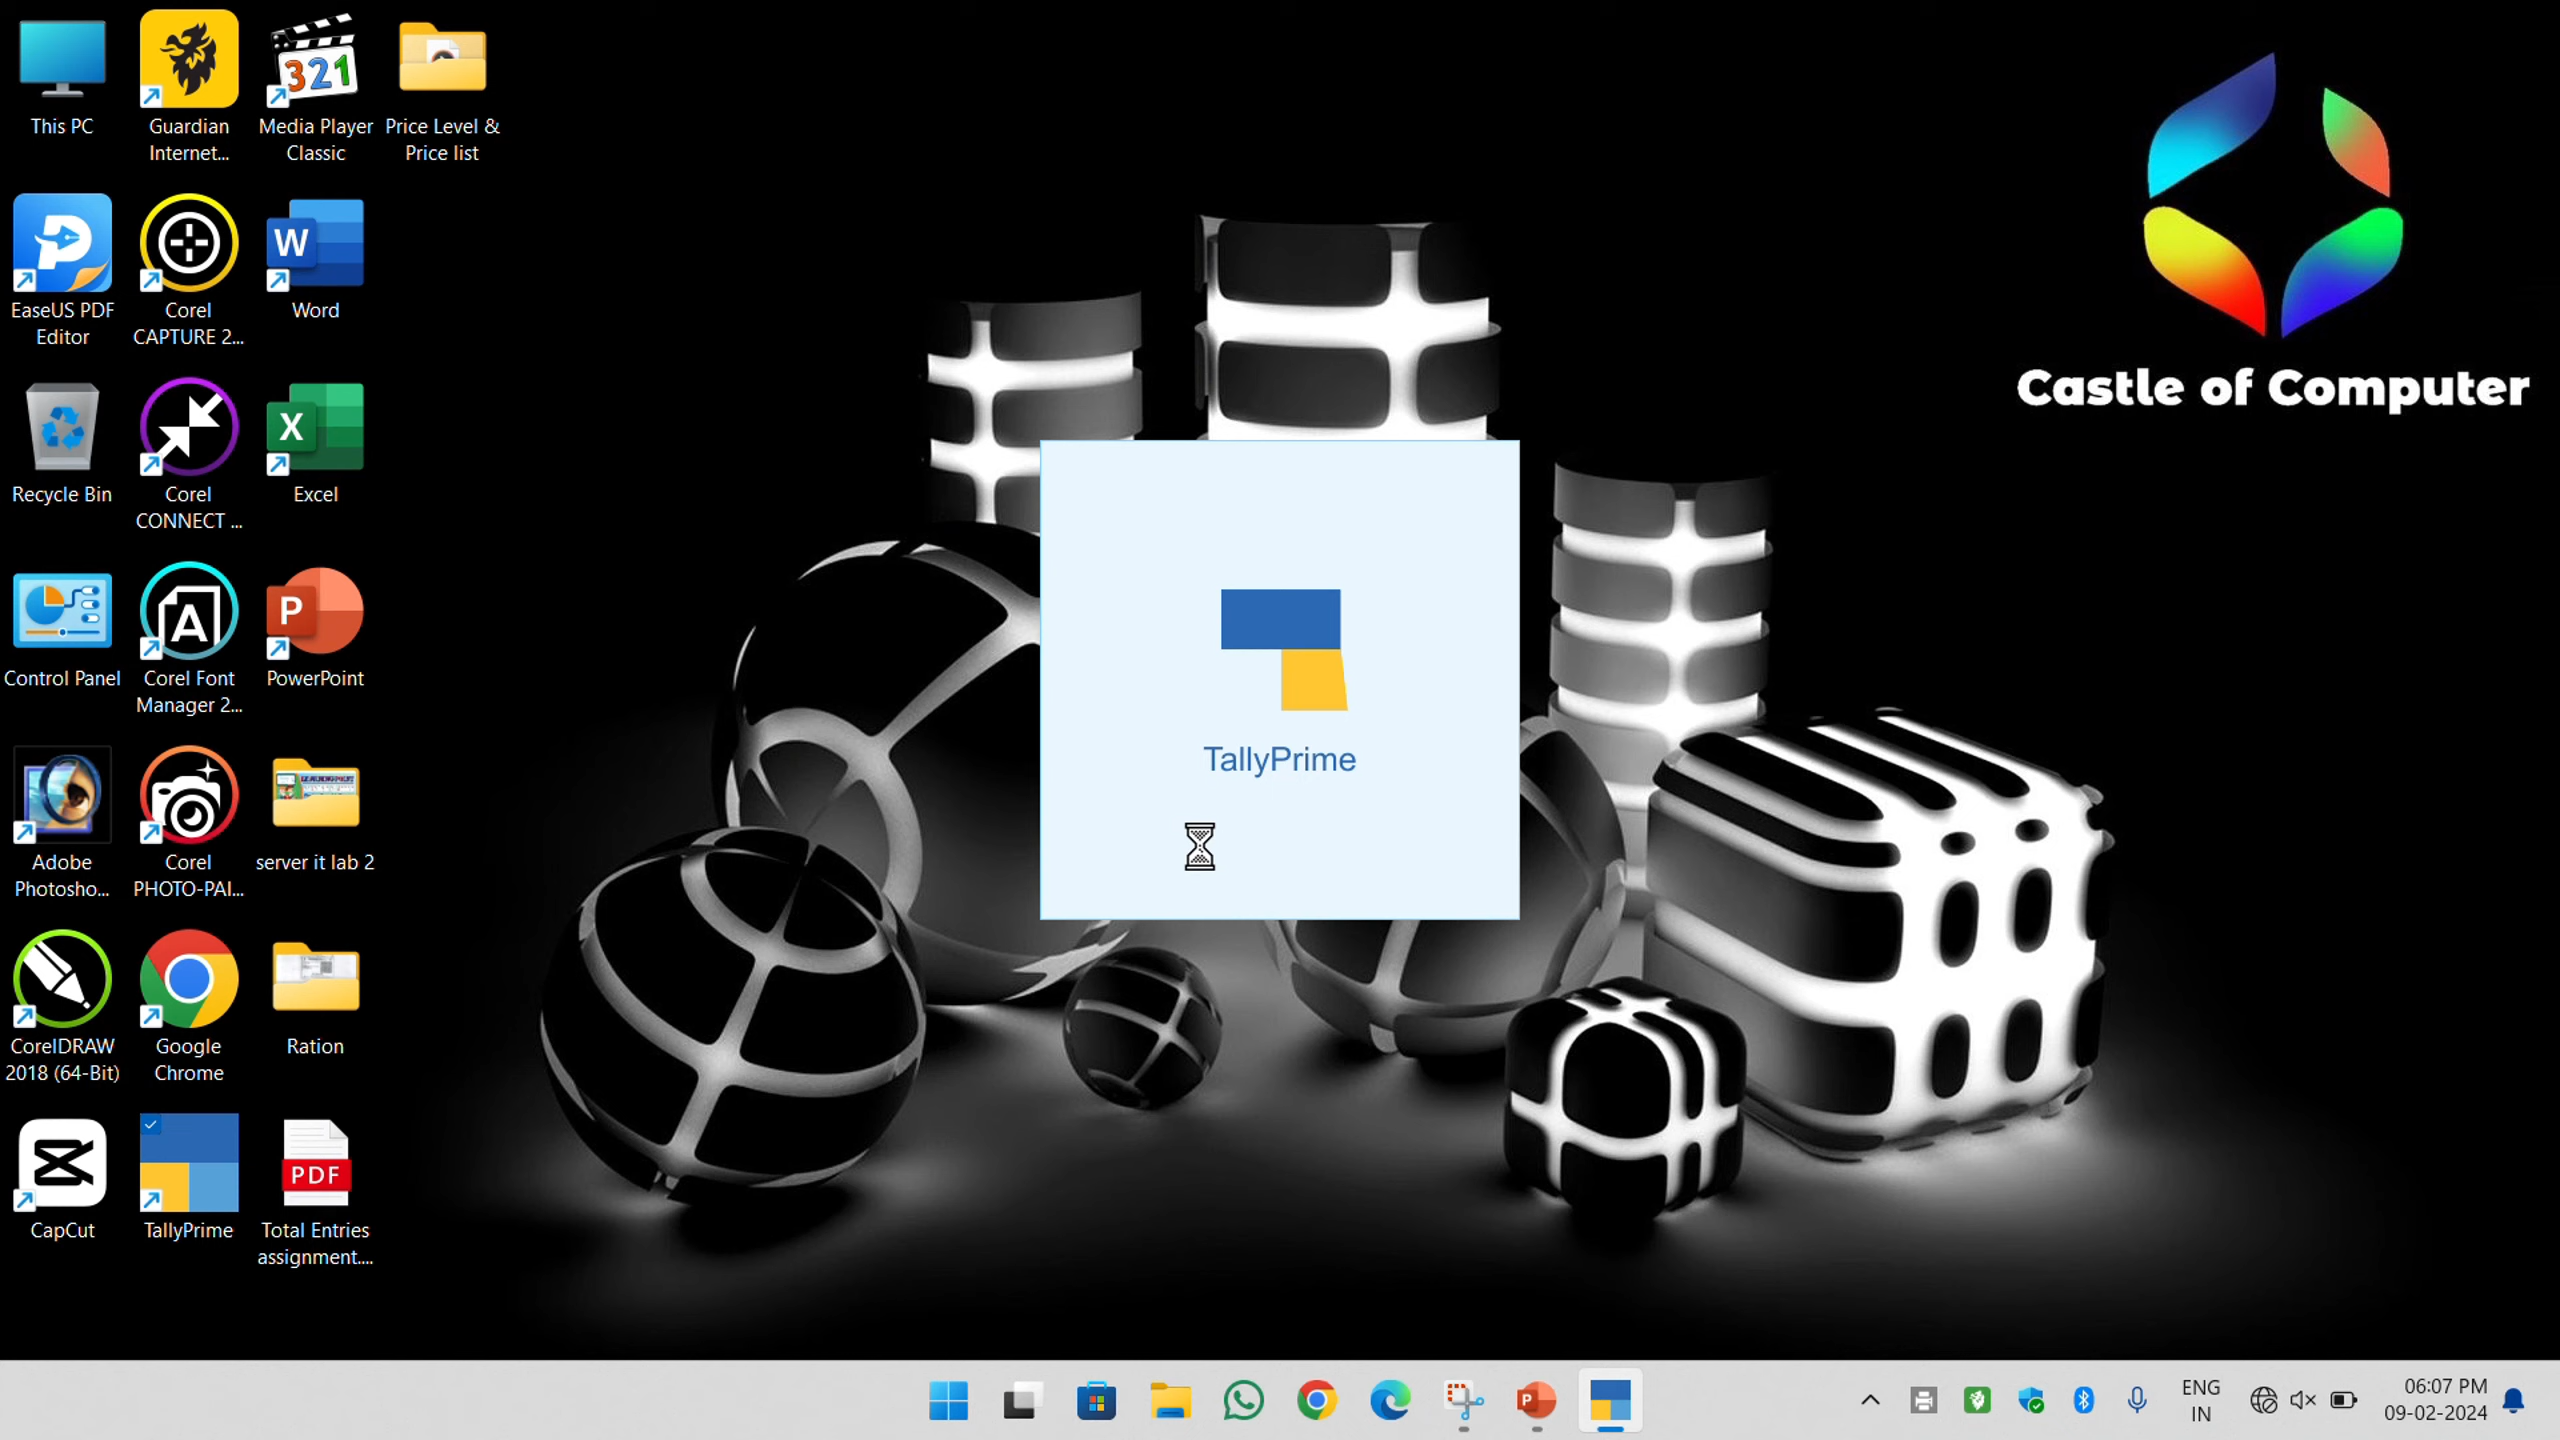 This PC
Guardian
Internet...
Media Player
Classic
321
Price Level &
Price list
EaseUS PDF
Editor
Corel
CAPTURE 2...
W
Word
Castle of Computer
Recycle Bin
Corel
CONNECT ...
X
Excel
Control Panel
A
Corel Font
Manager 2...
P
PowerPoint
TallyPrime
Adobe
Photosho...
Corel
PHOTO-PAI...
server it lab 2
CorelDRAW
2018 (64-Bit)
Google
Chrome
Ration
CapCut
TallyPrime
PDF
Total Entries
assignment....
P
ENG
IN
06:07 PM
09-02-2024